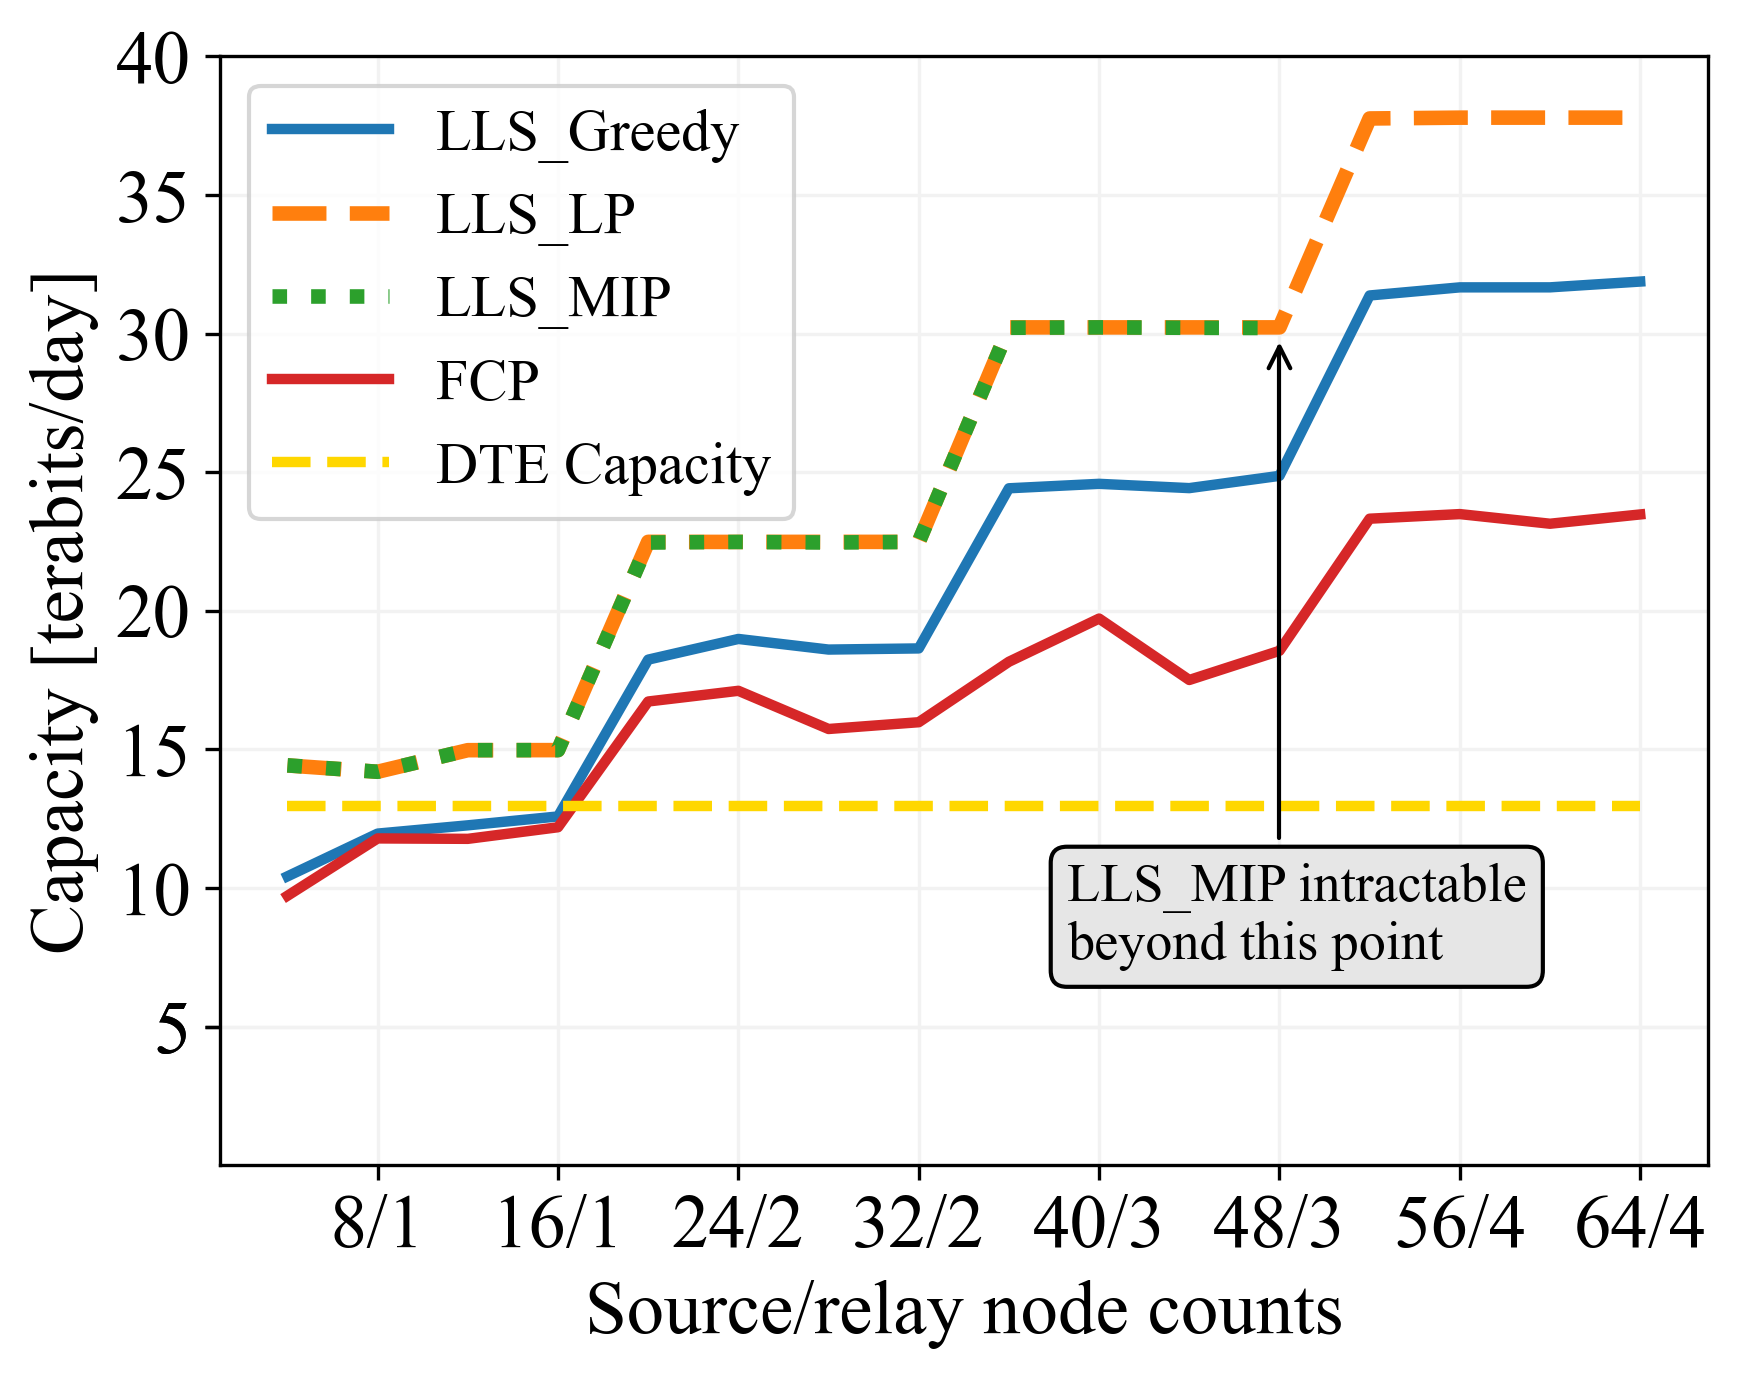 40
35
30
25
20
15
10
5
Capacity [terabits/day]
LLS_Greedy
LLS_LP
LLS_MIP
FCP
DTE Capacity
LLS_MIP intractable
beyond this point
8/1 16/1 24/2 32/2 40/3 48/3 56/4 64/4
Source/relay node counts